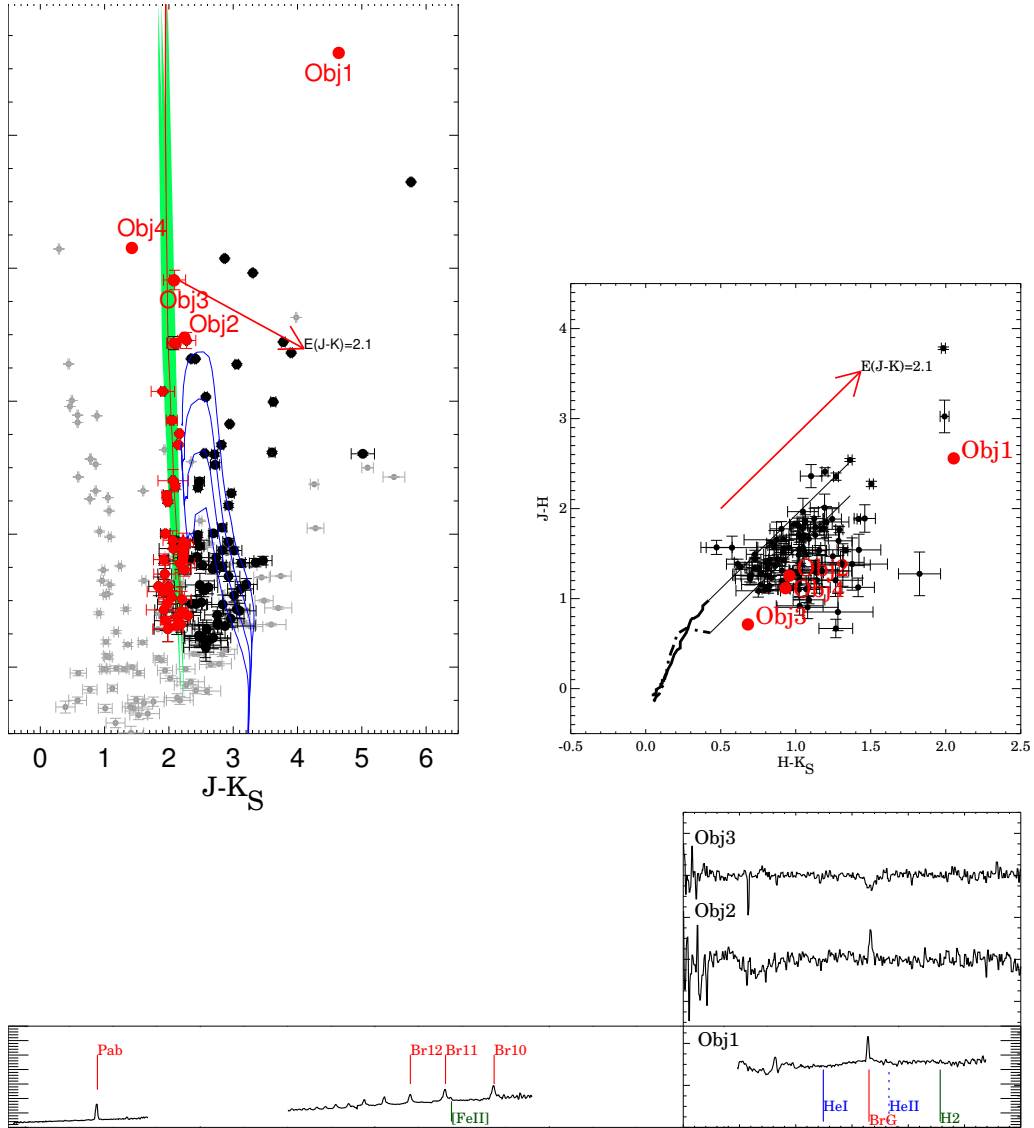 Obj1
Obj4
Obj3
Obj2
E(J-K)=2.1
0 1 2 3 4 5 6
J-KS
4
3
2
1
0
J-H
E(J-K)=2.1
Obj1
Obj4
Obj3
-0.5 0.0 0.5 1.0 1.5 2.0 2.5
H-KS
Obj3
Obj2
Obj1
Pab
Br12
Br11
Br10
[FeII]
HeI
BrG
HeII
H2